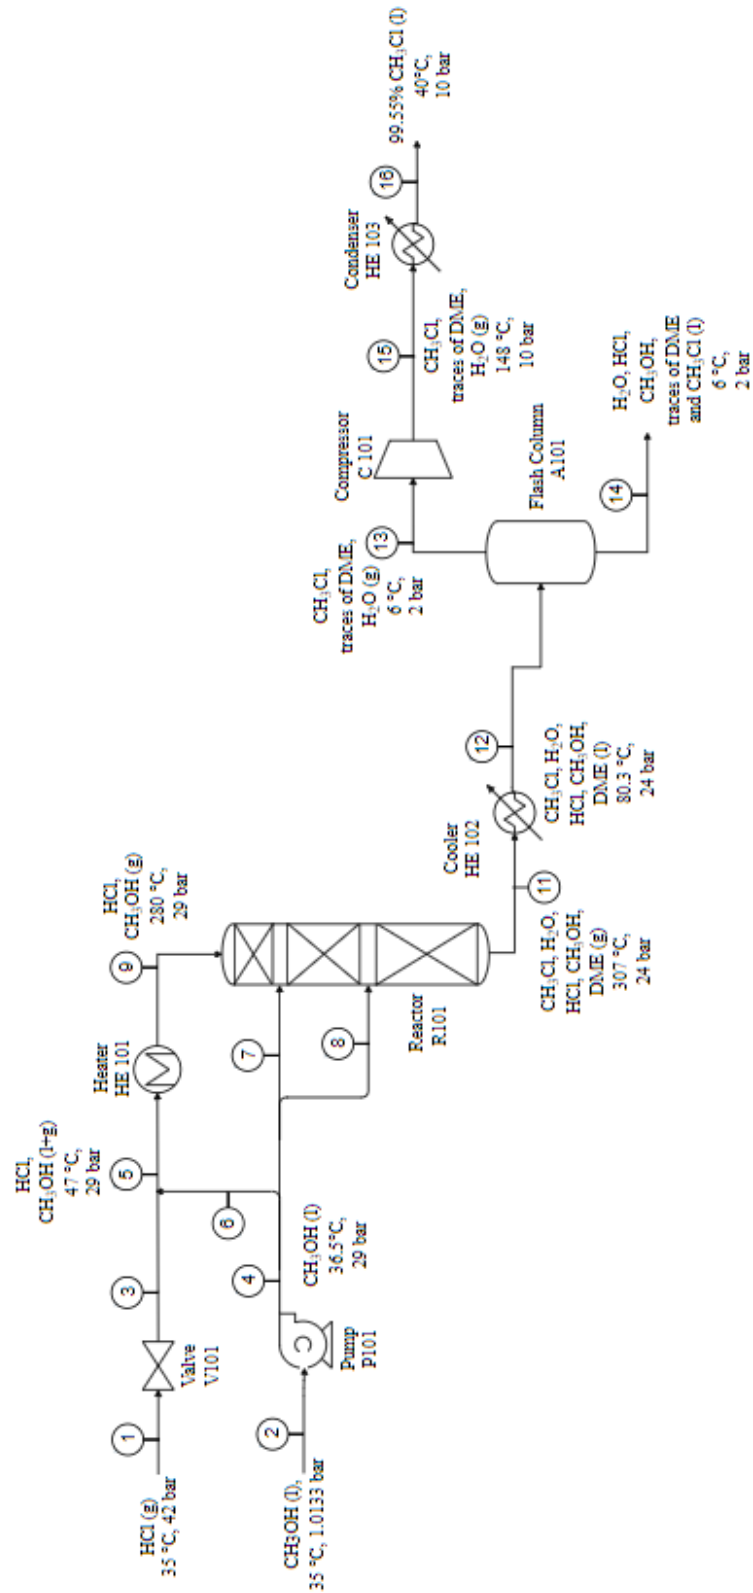 HCl (g)
35 °C, 42 bar
1
Valve
V101
3
CH3OH (l),
35 °C, 1.0133 bar
2
Pump
P101
4
CH₃OH (l)
36.5°C,
29 bar
6
HCl,
CH₃OH (l+g)
47 °C,
29 bar
5
Heater
HE 101
9
HCl,
CH₃OH (g)
280 °C,
29 bar
7
8
Reactor
R101
11
CH₃Cl, H₂O,
HCl, CH₃OH,
DME (g)
307 °C,
24 bar
Cooler
HE 102
12
CH₃Cl, H₂O,
HCl, CH₃OH,
DME (l)
80.3 °C,
24 bar
Flash Column
A101
13
CH₃Cl,
traces of DME,
H₂O (g)
6 °C,
2 bar
14
H₂O, HCl,
CH₃OH,
traces of DME
and CH₃Cl (l)
6 °C,
2 bar
Compressor
C 101
15
CH₃Cl,
traces of DME,
H₂O (g)
148 °C,
10 bar
Condenser
HE 103
16
99.55% CH₃Cl (l)
40°C,
10 bar